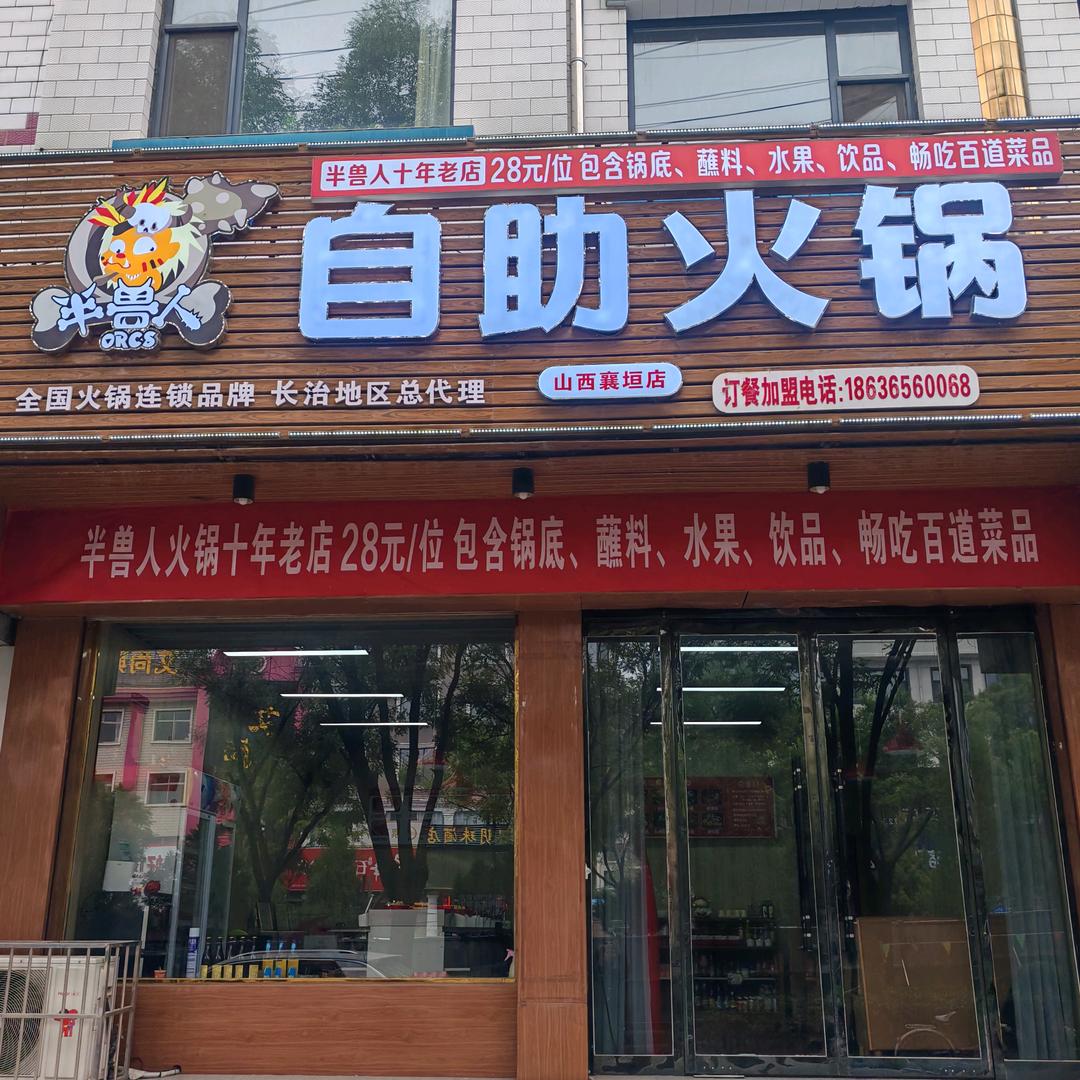 半兽人十年老店 28元/位 包含锅底、蘸料、水果、饮品、畅吃百道菜品
自助火锅
半兽人
ORCS
全国火锅连锁品牌 长治地区总代理
山西襄垣店
订餐加盟电话:18636560068
半兽人火锅十年老店 28元/位 包含锅底、蘸料、水果、饮品、畅吃百道菜品
明珠酒店